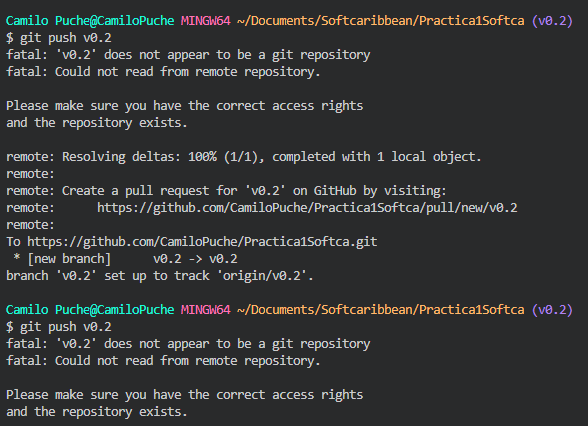 Camilo Puche@CamiloPuche MINGW64 ~/Documents/Softcaribbean/Practica1Softca (v0.2)
$ git push v0.2
fatal: 'v0.2' does not appear to be a git repository
fatal: Could not read from remote repository.
Please make sure you have the correct access rights
and the repository exists.
remote: Resolving deltas: 100% (1/1), completed with 1 local object.
remote:
remote: Create a pull request for 'v0.2' on GitHub by visiting:
remote:      https://github.com/CamiloPuche/Practica1Softca/pull/new/v0.2
remote:
To https://github.com/CamiloPuche/Practica1Softca.git
 * [new branch]      v0.2 -> v0.2
branch 'v0.2' set up to track 'origin/v0.2'.
Camilo Puche@CamiloPuche MINGW64 ~/Documents/Softcaribbean/Practica1Softca (v0.2)
$ git push v0.2
fatal: 'v0.2' does not appear to be a git repository
fatal: Could not read from remote repository.
Please make sure you have the correct access rights
and the repository exists.